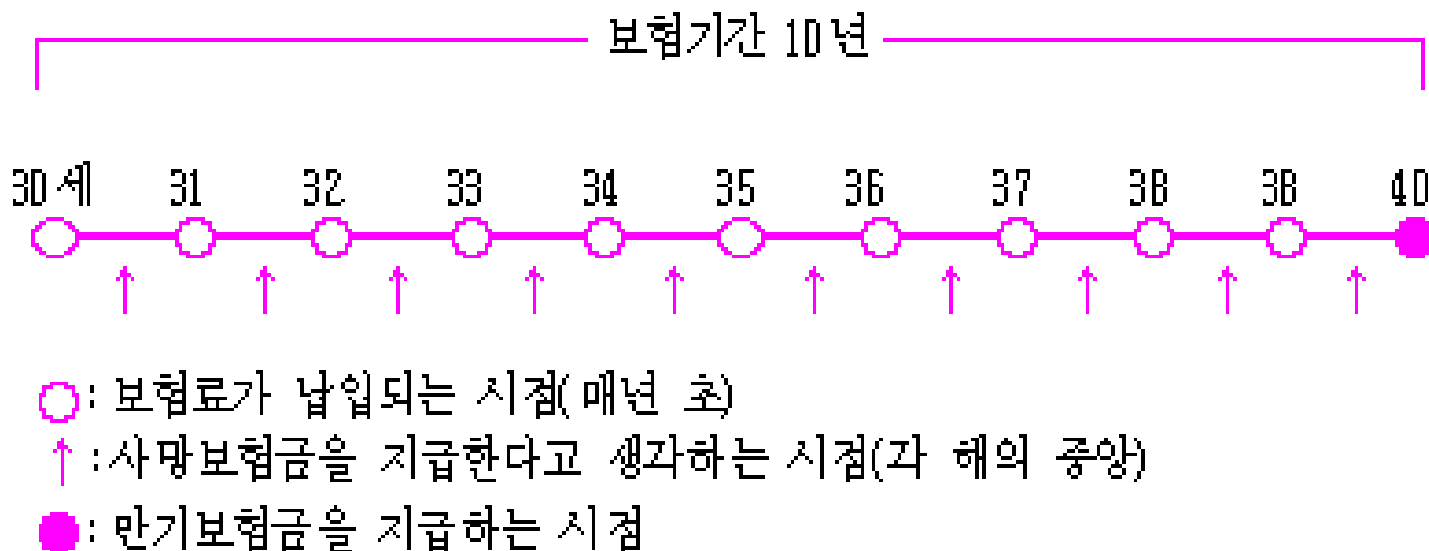 보험기간 10년
30세 31 32 33 34 35 36 37 38 38 40
: 보험료가 납입되는 시점(매년 초)
↑:사망보험금을 지급한다고 생각하는 시점(각 해의 중앙)
: 만기보험금을 지급하는 시점